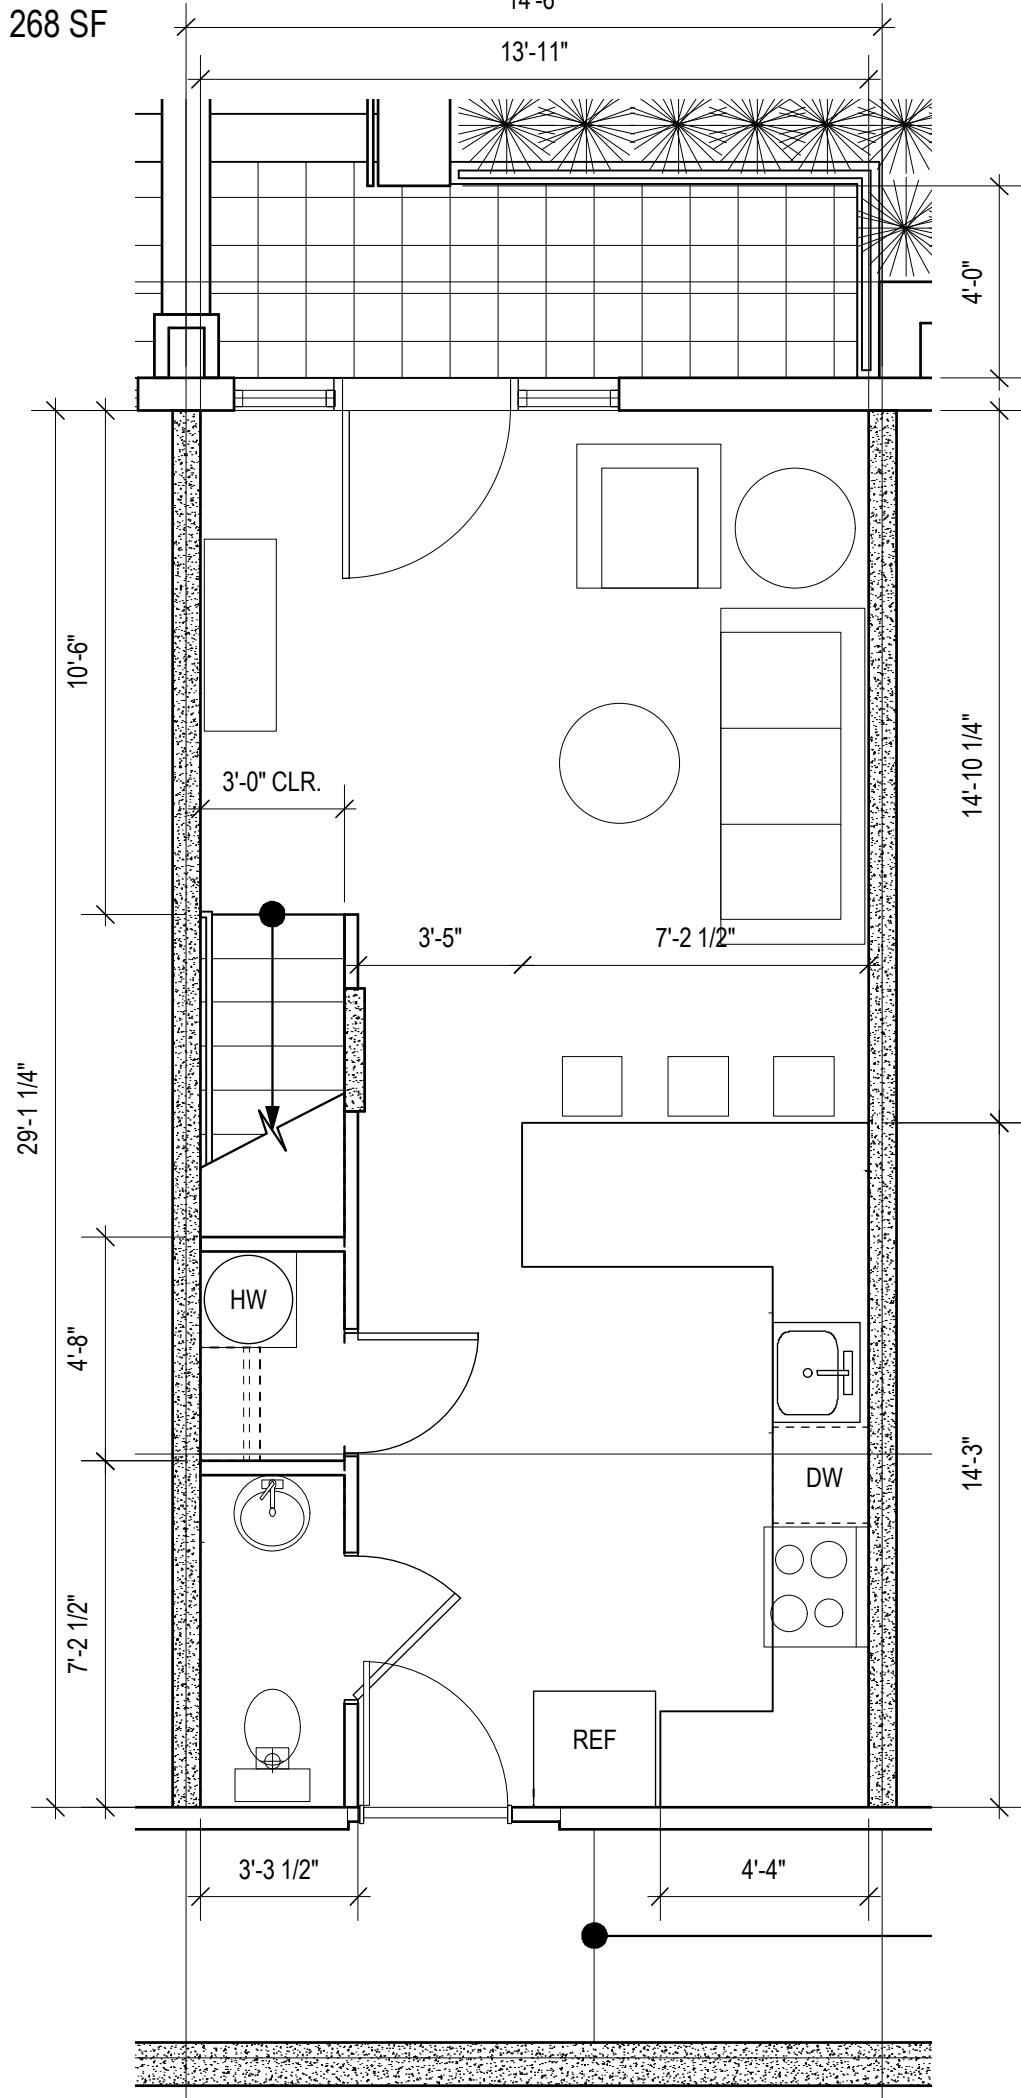 268 SF
14'-6"
13'-11"
4'-0"
10'-6"
14'-10 1/4"
3'-0" CLR.
3'-5"
7'-2 1/2"
29'-1 1/4"
HW
4'-8"
DW
14'-3"
7'-2 1/2"
REF
3'-3 1/2"
4'-4"